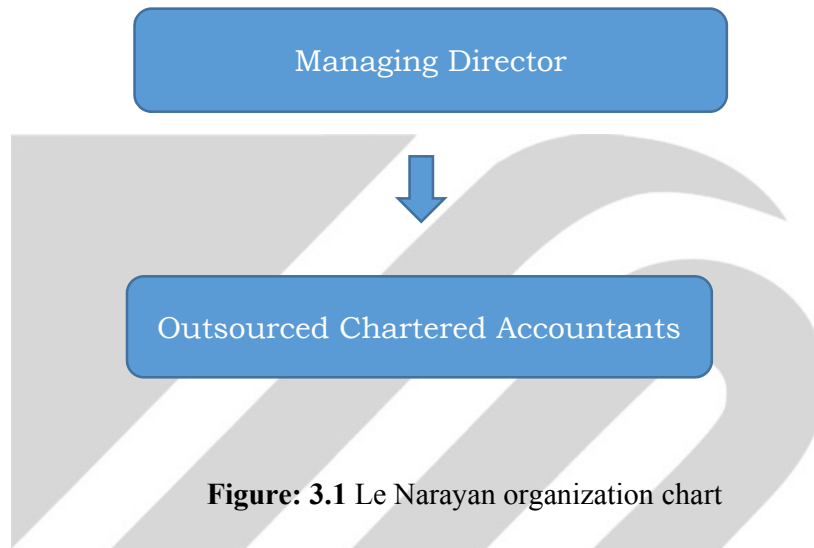 Managing Director
Outsourced Chartered Accountants
Figure: 3.1 Le Narayan organization chart